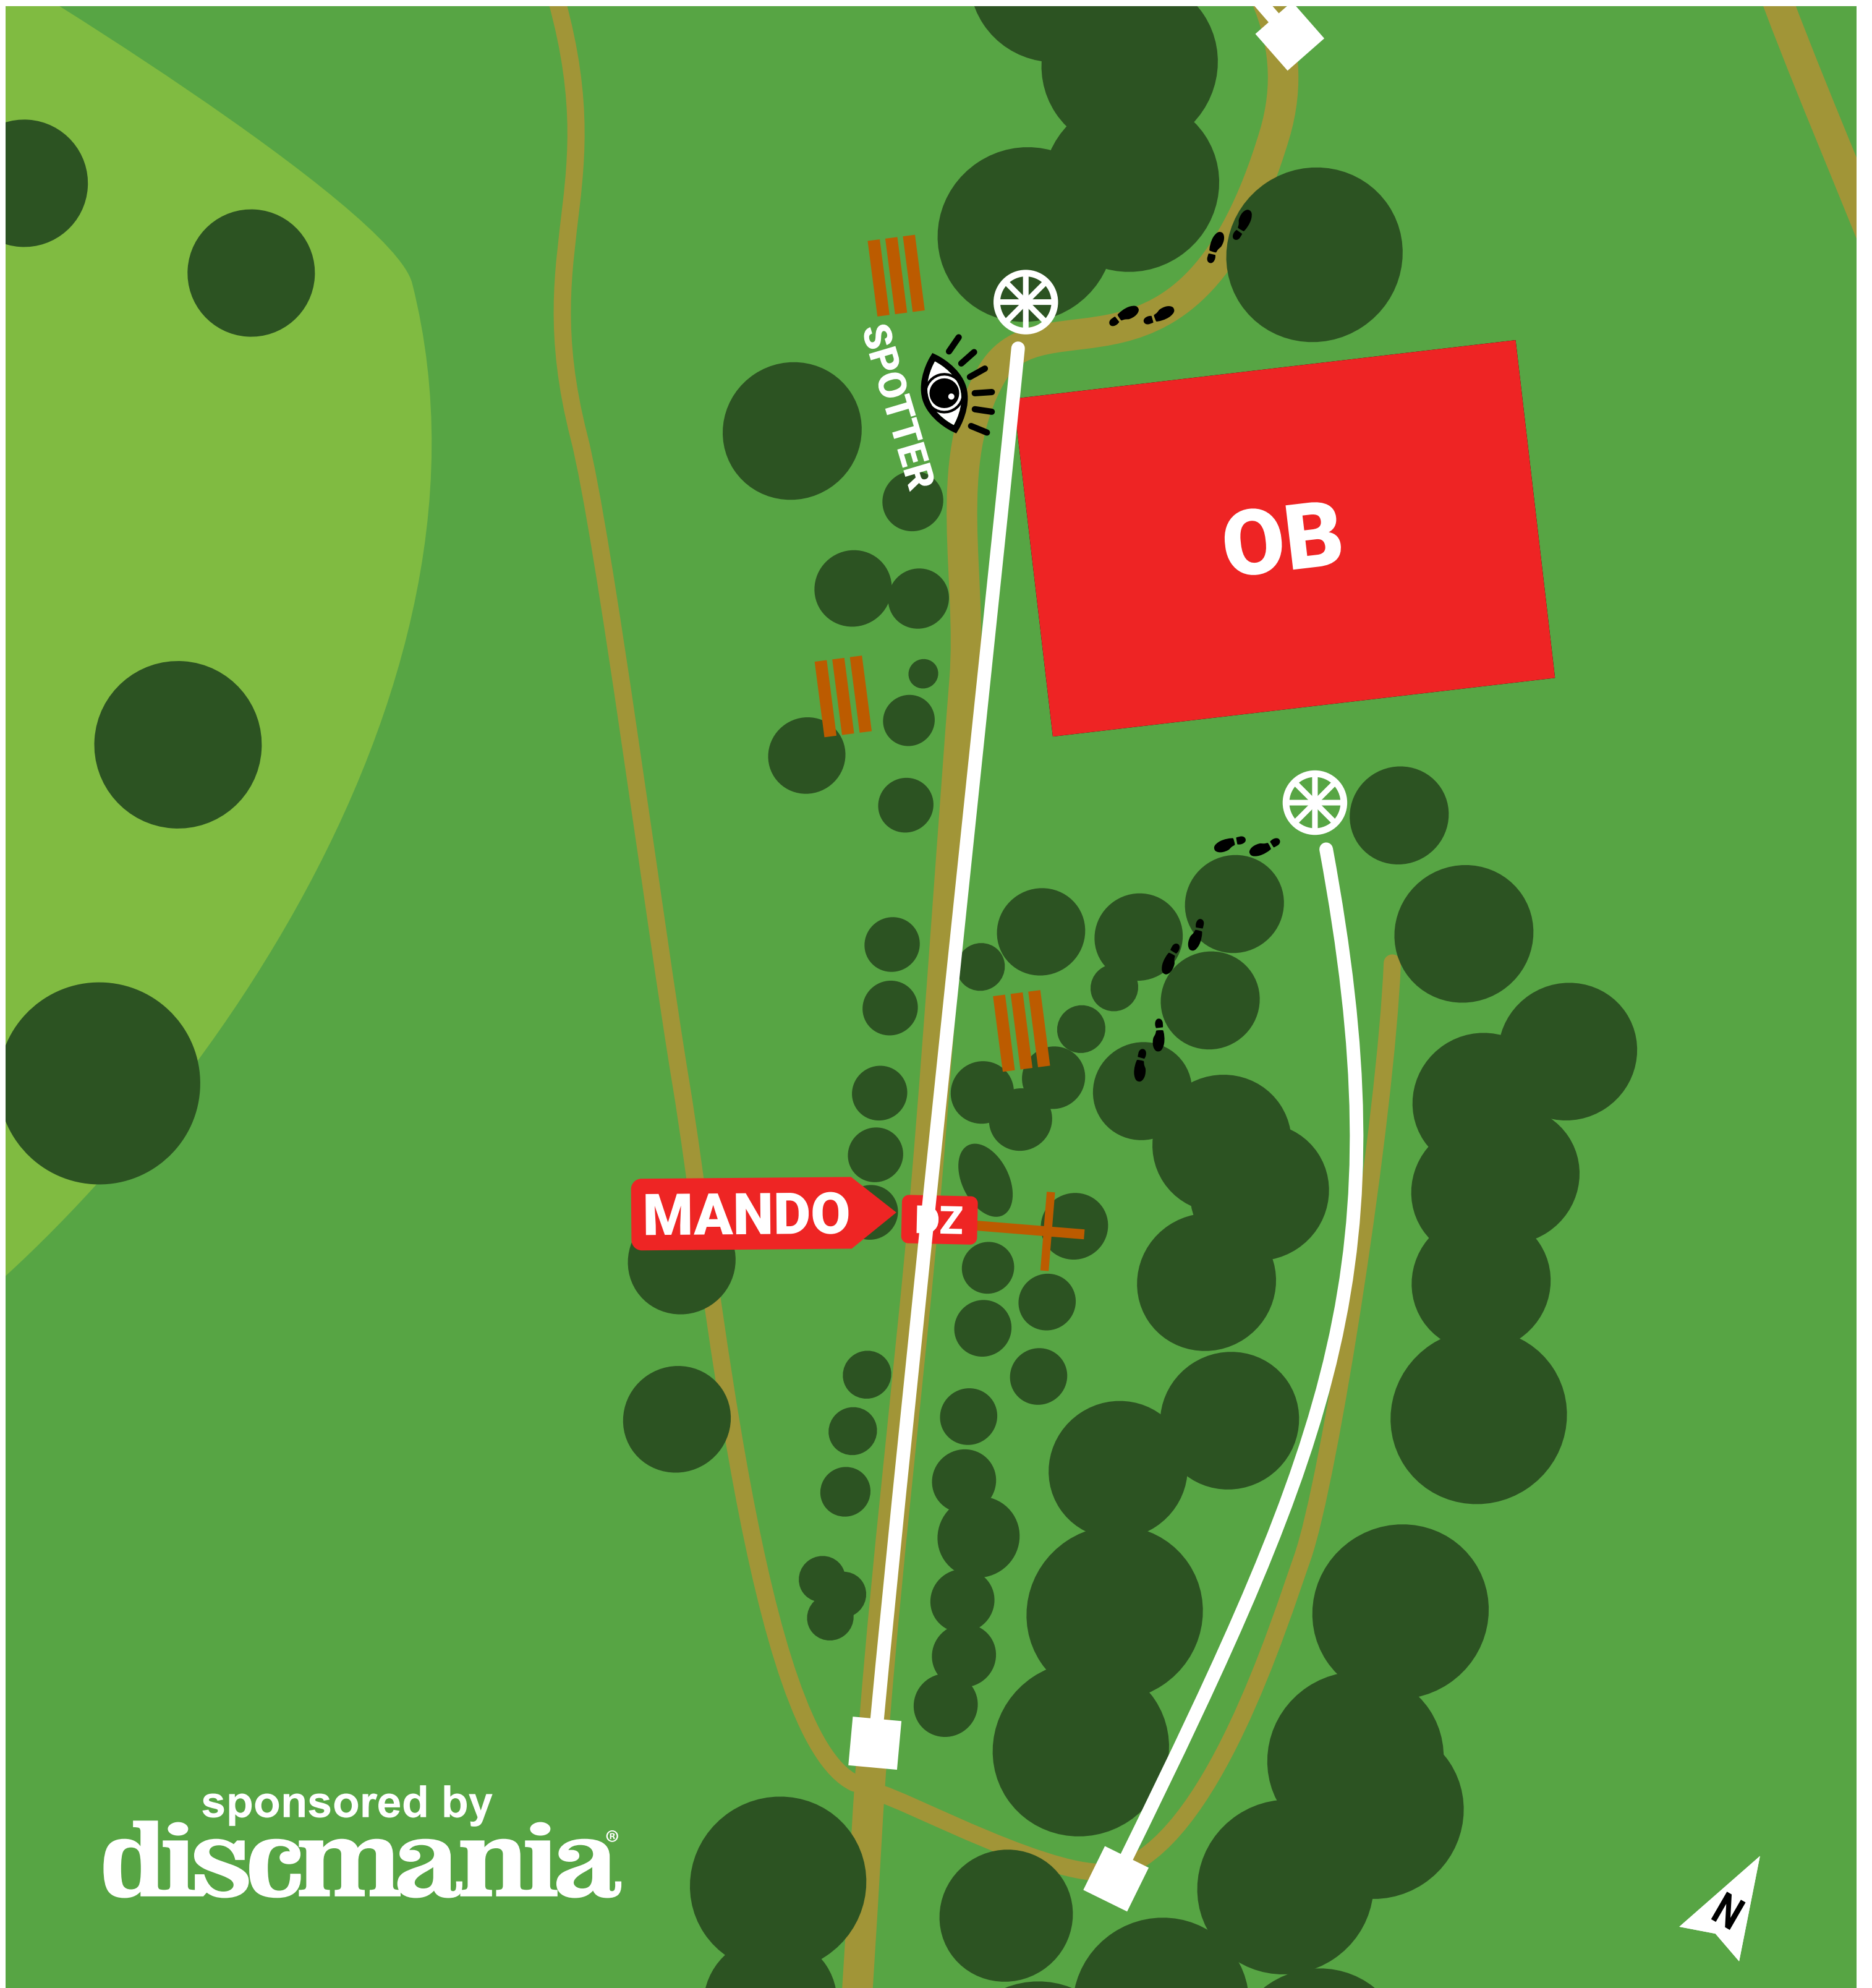 SPOTTER
OB
MANDO
DZ
sponsored by
discmania®
N